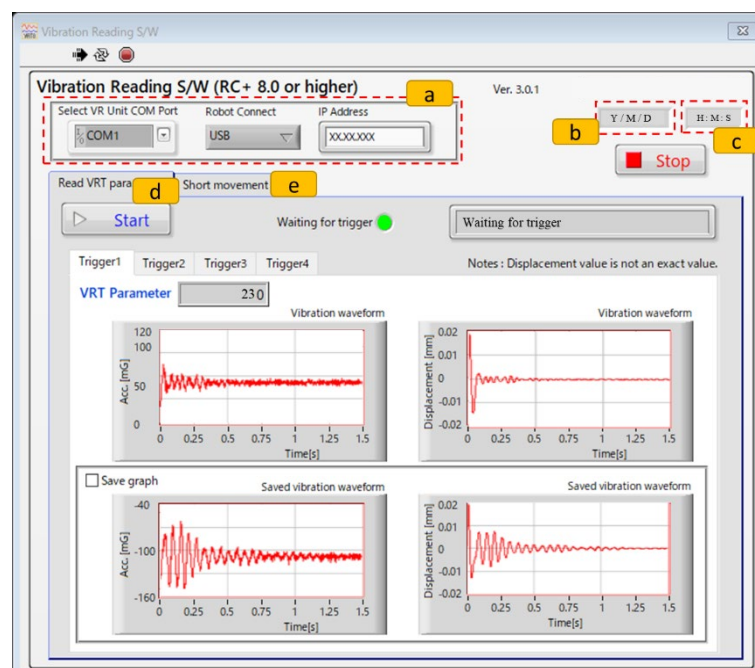 Vibration Reading S/W
Vibration Reading S/W (RC+ 8.0 or higher)
a
Ver. 3.0.1
Select VR Unit COM Port
Robot Connect
IP Address
COM1
USB
XX.XX.XXX
b
Y / M / D
H : M : S
c
Stop
Read VRT para
d
Short movement
e
Start
Waiting for trigger
Waiting for trigger
Trigger1
Trigger2
Trigger3
Trigger4
Notes : Displacement value is not an exact value.
VRT Parameter
230
Vibration waveform
120
100
50
0
Acc. [mG]
0 0.25 0.5 0.75 1 1.25 1.5
Time[s]
Vibration waveform
0.02
0.01
0
-0.01
-0.02
Displacement [mm]
0 0.25 0.5 0.75 1 1.25 1.5
Time[s]
Save graph
Saved vibration waveform
-40
-100
-160
Acc. [mG]
0 0.25 0.5 0.75 1 1.25 1.5
Time[s]
Saved vibration waveform
0.02
0.01
0
-0.01
-0.02
Displacement [mm]
0 0.25 0.5 0.75 1 1.25 1.5
Time[s]